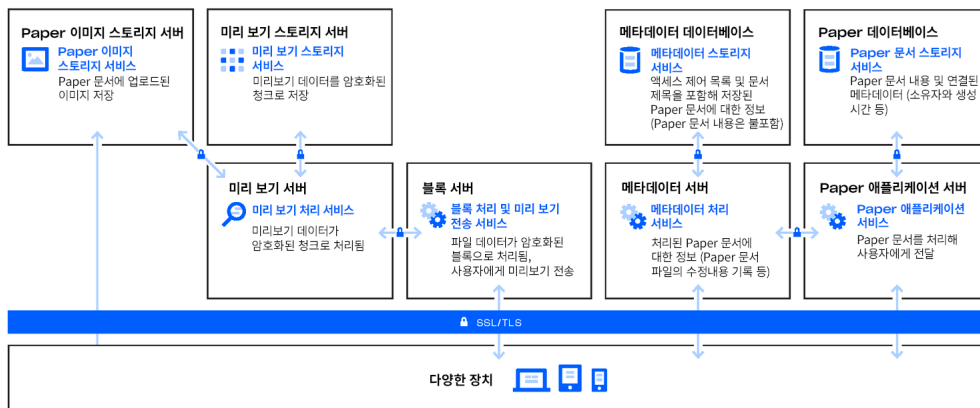 Paper 이미지 스토리지 서버
Paper 이미지
스토리지 서비스
Paper 문서에 업로드된
이미지 저장
미리 보기 스토리지 서버
미리 보기 스토리지
서비스
미리보기 데이터를 암호화된
청크로 저장
메타데이터 데이터베이스
메타데이터 스토리지
서비스
액세스 제어 목록 및 문서
제목을 포함해 저장된
Paper 문서에 대한 정보
(Paper 문서 내용은 불포함)
Paper 데이터베이스
Paper 문서 스토리지
서비스
Paper 문서 내용 및 연결된
메타데이터 (소유자와 생성
시간 등)
미리 보기 서버
미리 보기 처리 서비스
미리보기 데이터가
암호화된 청크로 처리됨
블록 서버
블록 처리 및 미리 보기
전송 서비스
파일 데이터가 암호화된
블록으로 처리됨,
사용자에게 미리보기 전송
메타데이터 서버
메타데이터 처리
서비스
처리된 Paper 문서에
대한 정보 (Paper 문서
파일의 수정내용 기록 등)
Paper 애플리케이션 서버
Paper 애플리케이션
서비스
Paper 문서를 처리해
사용자에게 전달
SSL/TLS
다양한 장치